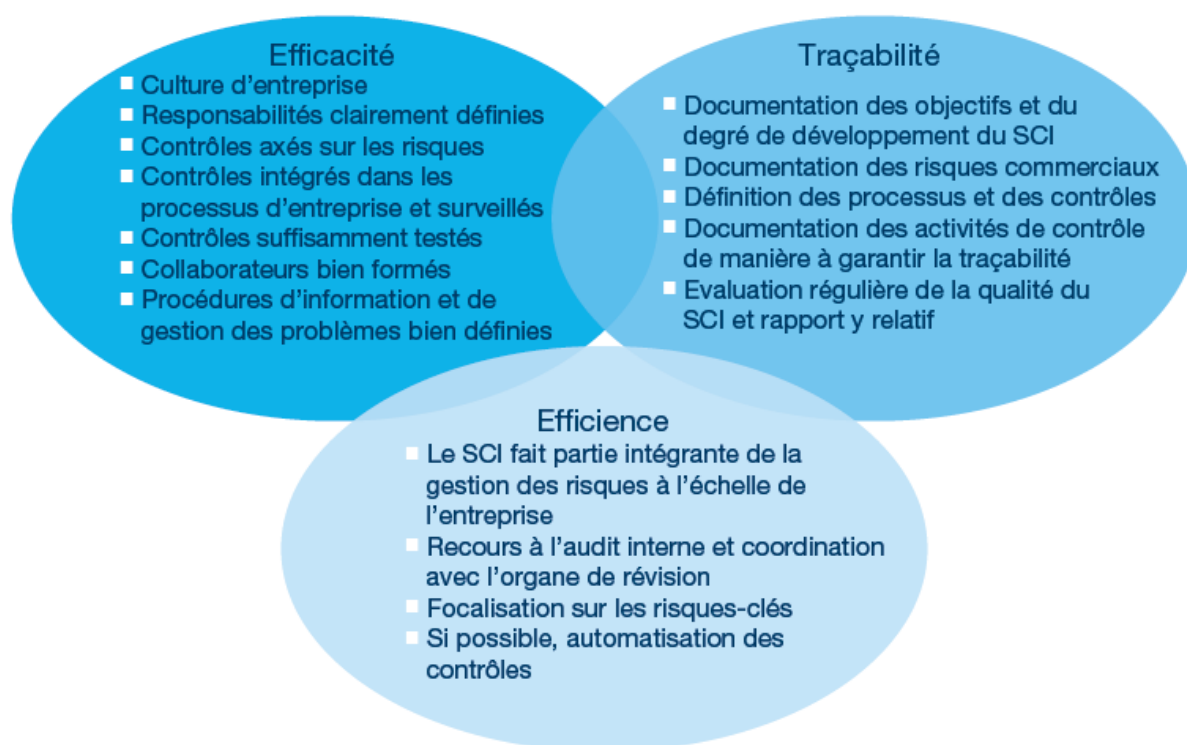 Efficacité
■ Culture d'entreprise
■ Responsabilités clairement définies
■ Contrôles axés sur les risques
■ Contrôles intégrés dans les
processus d'entreprise et surveillés
■ Contrôles suffisamment testés
■ Collaborateurs bien formés
■ Procédures d'information et de
gestion des problèmes bien définies
Traçabilité
■ Documentation des objectifs et du
degré de développement du SCI
■ Documentation des risques commerciaux
■ Définition des processus et des contrôles
■ Documentation des activités de contrôle
de manière à garantir la traçabilité
■ Evaluation régulière de la qualité du
SCI et rapport y relatif
Efficience
■ Le SCI fait partie intégrante de la
gestion des risques à l'échelle de
l'entreprise
■ Recours à l'audit interne et coordination
avec l'organe de révision
■ Focalisation sur les risques-clés
■ Si possible, automatisation des
contrôles